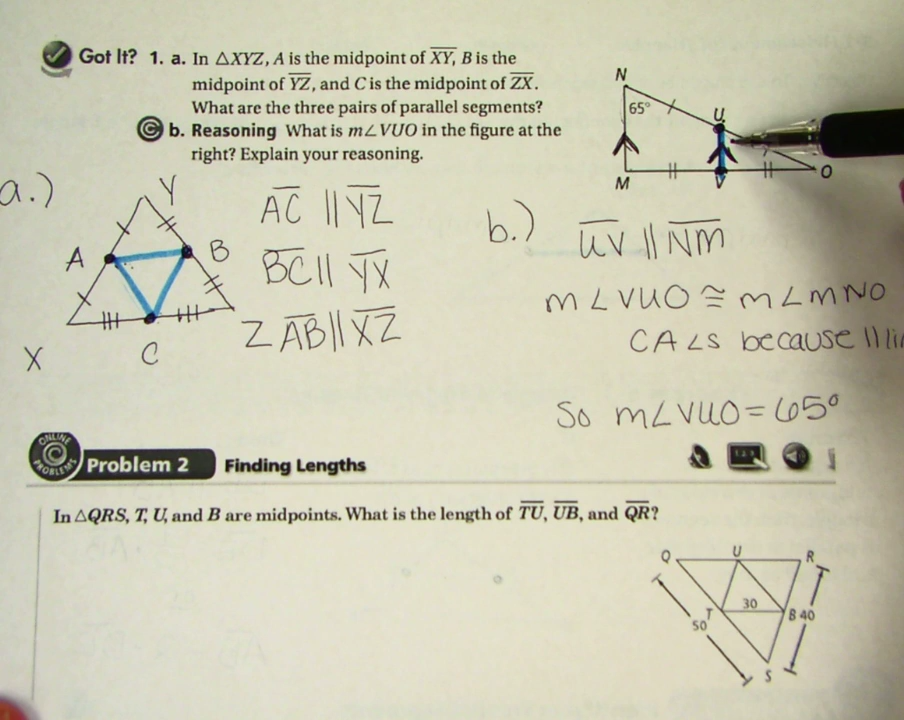 Got It? 1. a. In △XYZ, A is the midpoint of XY, B is the
midpoint of YZ, and C is the midpoint of ZX.
What are the three pairs of parallel segments?
C b. Reasoning What is m∠VUO in the figure at the
right? Explain your reasoning.
N
65°
U
M
V
O
a.)
Y
A
B
X
C
Z
AC || YZ
BC || YX
AB || XZ
b.)
UV || NM
m∠VUO ≅ m∠MNO
CA∠S because || li
So m∠VUO = 65°
ONLINE
C
PROBLEMS
Problem 2 Finding Lengths
In △QRS, T, U, and B are midpoints. What is the length of TU, UB, and QR?
Q
U
R
T
30
B
40
50
S